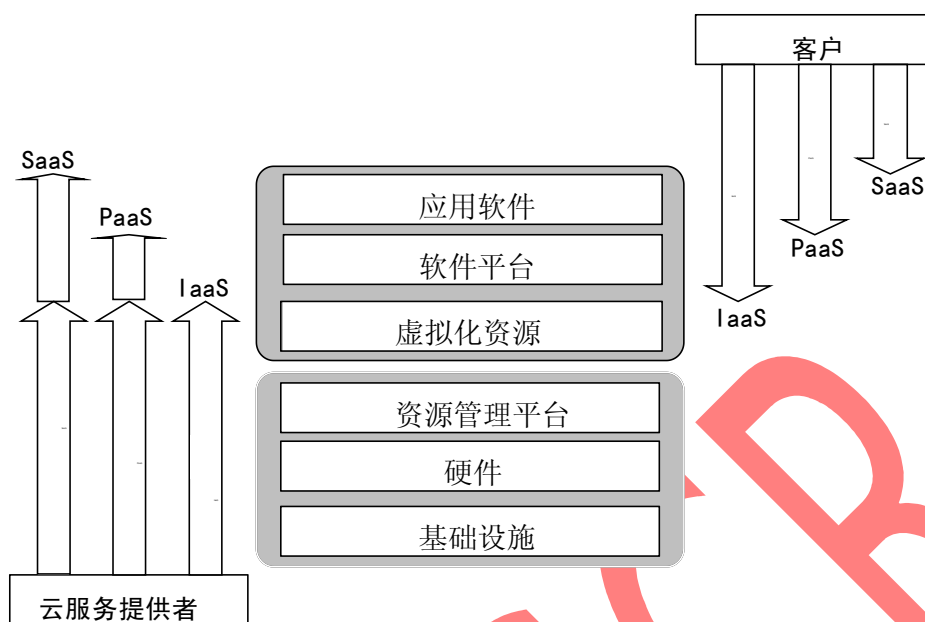 客户
SaaS
PaaS
IaaS
应用软件
软件平台
虚拟化资源
资源管理平台
硬件
基础设施
SaaS
PaaS
IaaS
云服务提供者